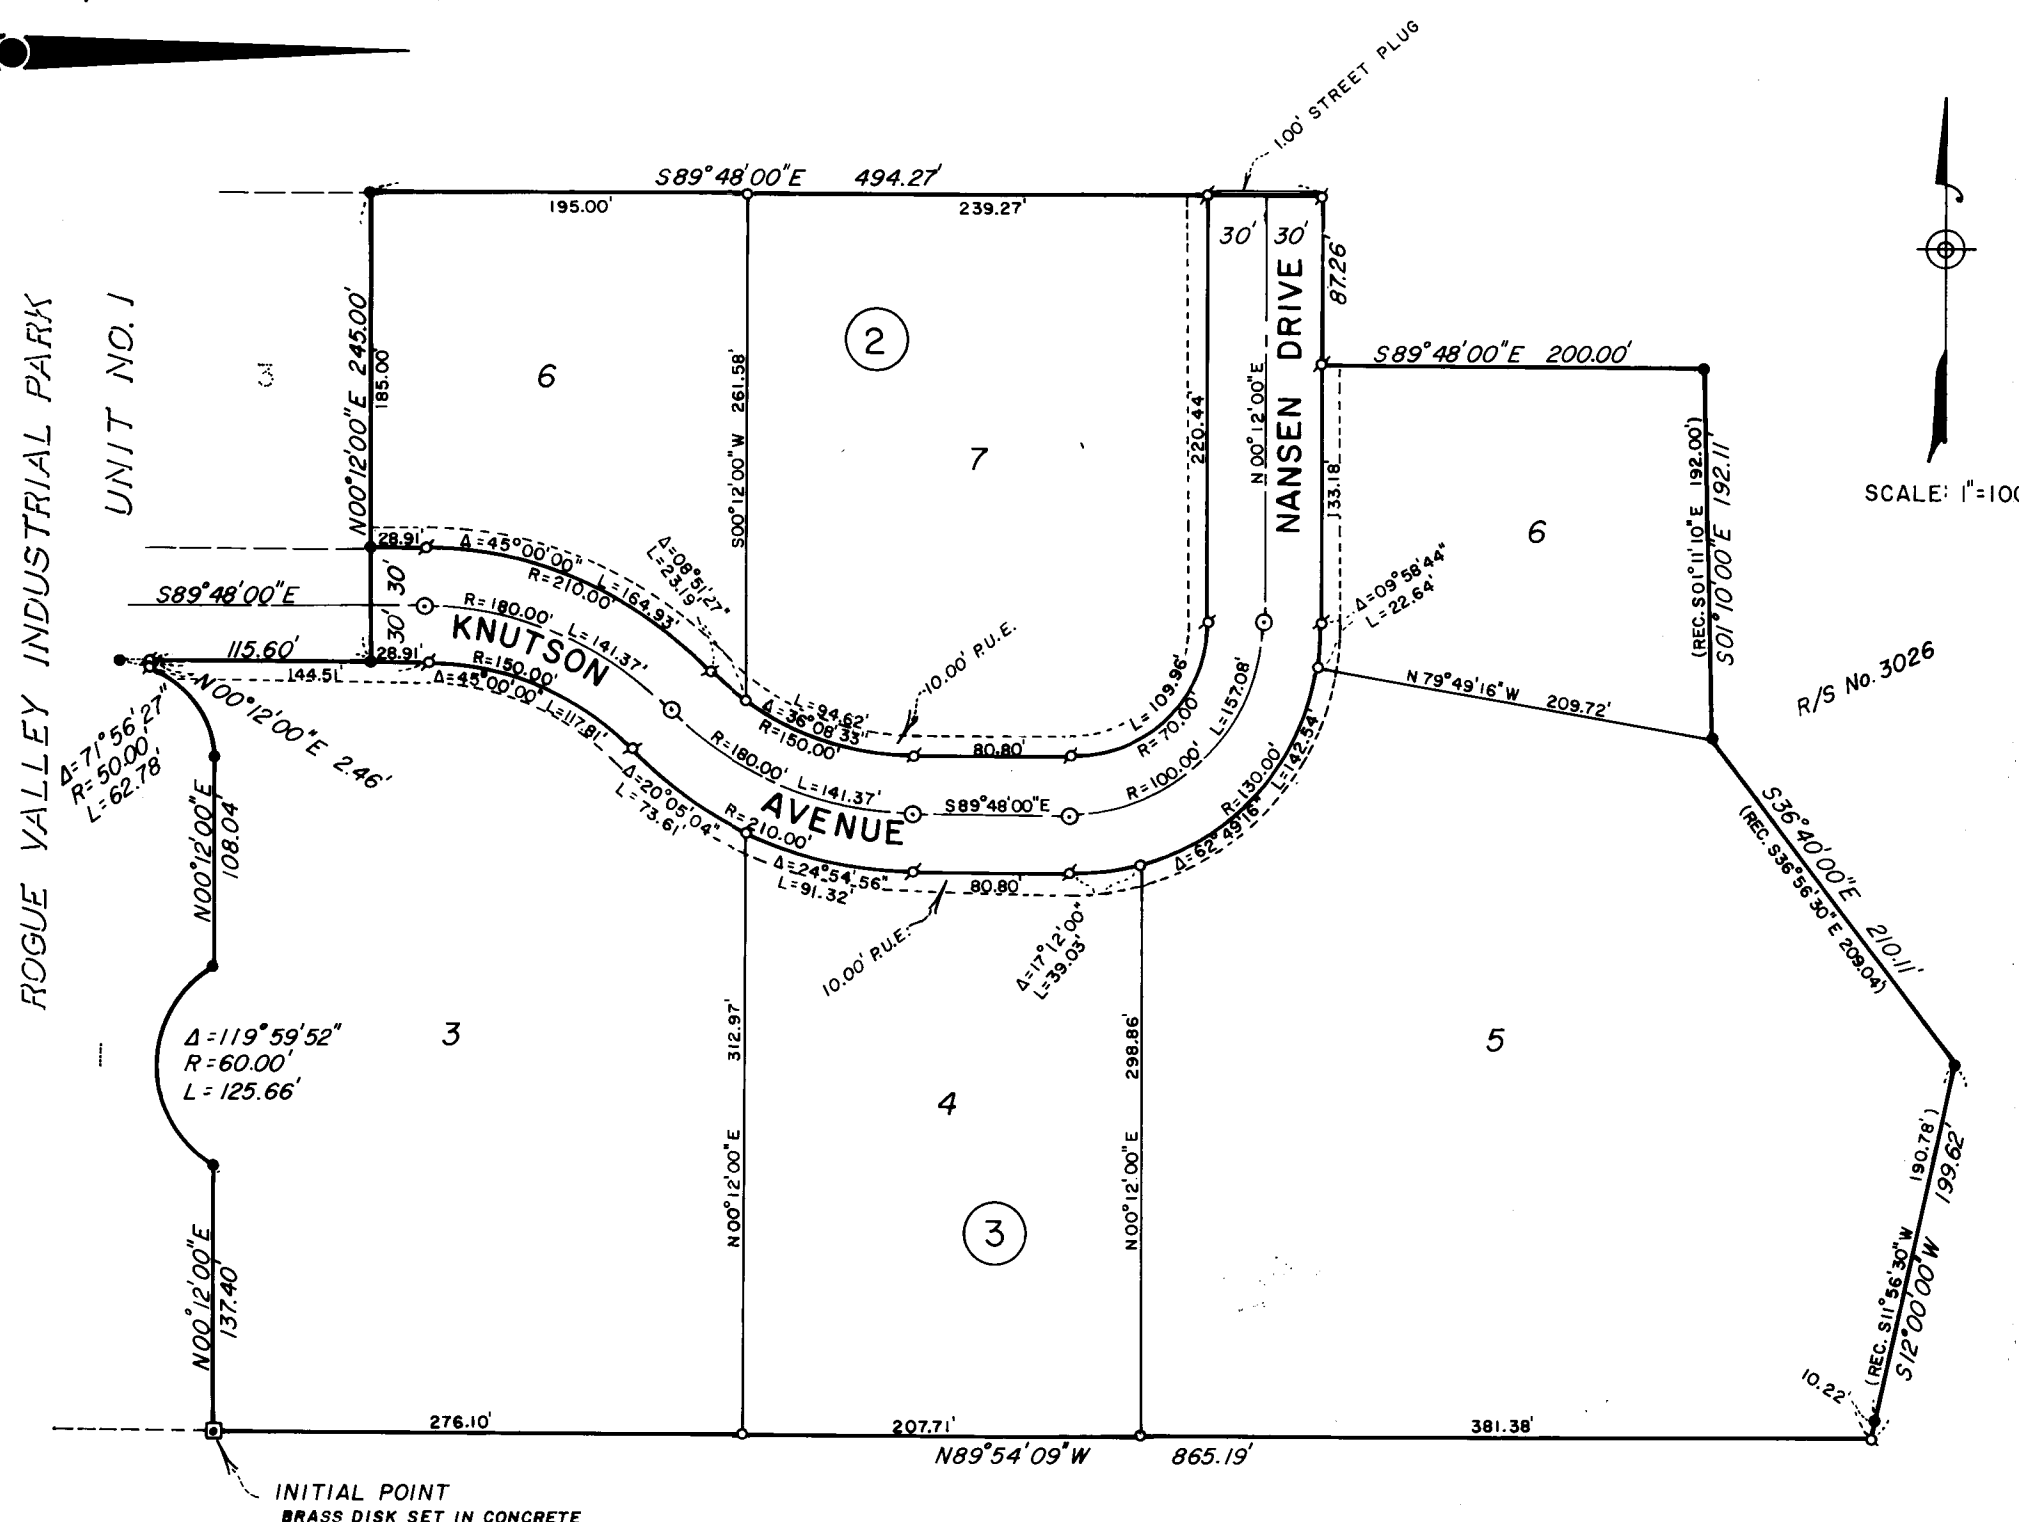 1.00' STREET PLUG
S89°48'00"E 494.27'
195.00'
239.27'
30' 30'
87.26'
ROGUE VALLEY INDUSTRIAL PARK
UNIT NO. 1
3
N00°12'00"E 245.00'
185.00'
6
S00°12'00"W 261.58'
2
7
220.44'
N00°12'00"E
NANSEN DRIVE
133.18'
S89°48'00"E 200.00'
6
(REC. S01°11'10"E 192.00')
S01°10'00"E 192.11'
SCALE: 1"=100
28.91'
Δ=45°00'00"
R=210.00'
L=164.93'
Δ=08°51'27"
L=23.19'
Δ=09°58'44"
L=22.64'
S89°48'00"E
30'
30'
R=180.00'
L=141.37'
KNUTSON
115.60'
28.91'
144.51'
R=150.00'
Δ=45°00'00"
L=117.81'
N00°12'00"E 2.46'
Δ=71°56'27"
R=50.00'
L=62.78'
10.00' P.U.E.
L=94.62'
Δ=36°08'33"
R=150.00'
80.80'
L=109.96'
R=70.00'
L=157.08'
R=100.00'
N79°49'16"W 209.72'
R/S No. 3026
R=180.00'
L=141.37'
S89°48'00"E
AVENUE
Δ=20°05'04"
L=73.61'
R=210.00'
Δ=24°54'56"
L=91.32'
80.80'
R=130.00'
L=142.54'
Δ=62°49'16"
10.00' P.U.E.
Δ=17°12'00"
L=39.03'
N00°12'00"E
108.04'
S36°40'00"E 210.11'
(REC. S36°56'30"E 209.04')
Δ=119°59'52"
R=60.00'
L=125.66'
3
N00°12'00"E 312.97'
4
N00°12'00"E 298.86'
5
3
(REC. S11°56'30"W 190.78')
S12°00'00"W 199.62'
N00°12'00"E
137.40'
10.22'
276.10'
207.71'
381.38'
N89°54'09"W 865.19'
INITIAL POINT
BRASS DISK SET IN CONCRETE